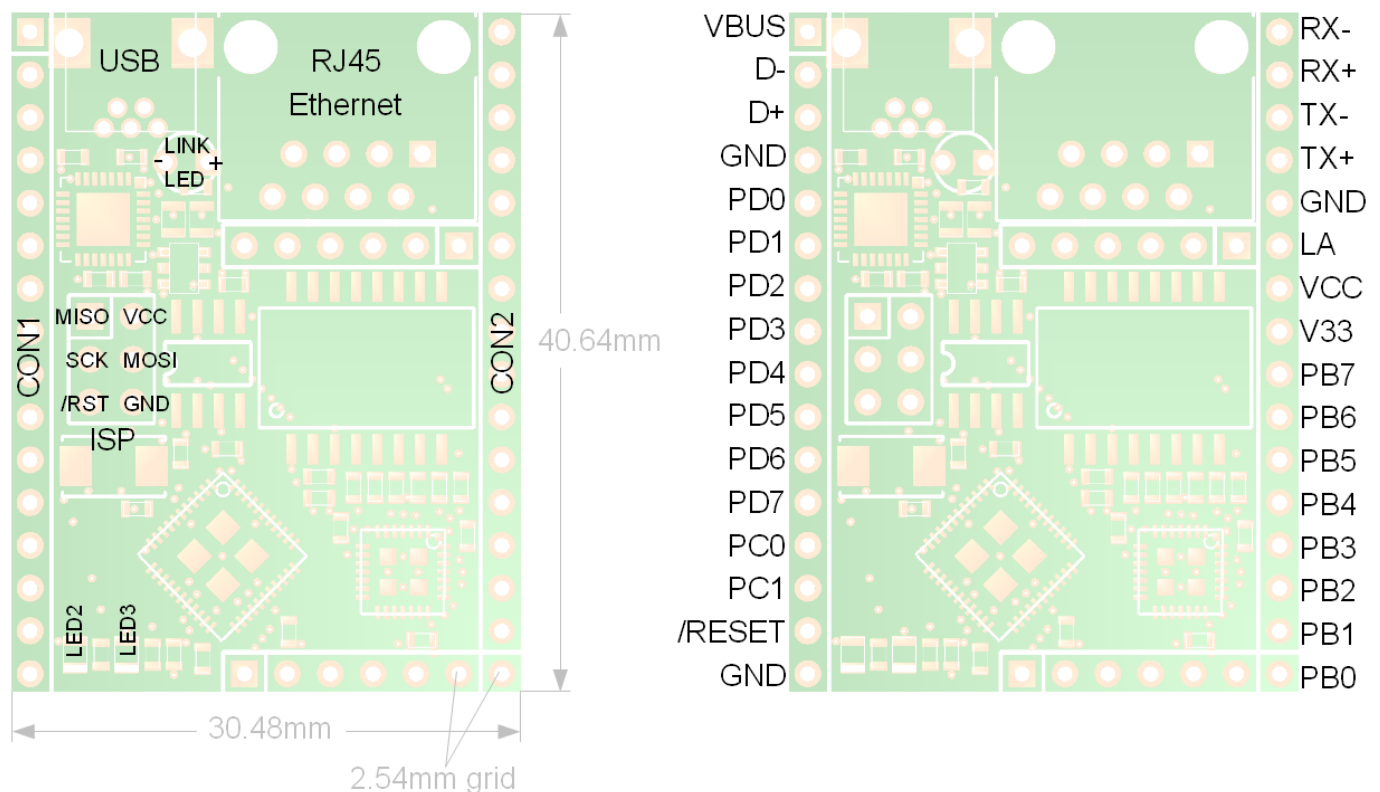 USB
RJ45
Ethernet
LINK
- +
LED
MISO VCC
SCK MOSI
/RST GND
ISP
CON1
CON2
LED2
LED3
40.64mm
30.48mm
2.54mm grid
VBUS
D-
D+
GND
PD0
PD1
PD2
PD3
PD4
PD5
PD6
PD7
PC0
PC1
/RESET
GND
RX-
RX+
TX-
TX+
GND
LA
VCC
V33
PB7
PB6
PB5
PB4
PB3
PB2
PB1
PB0